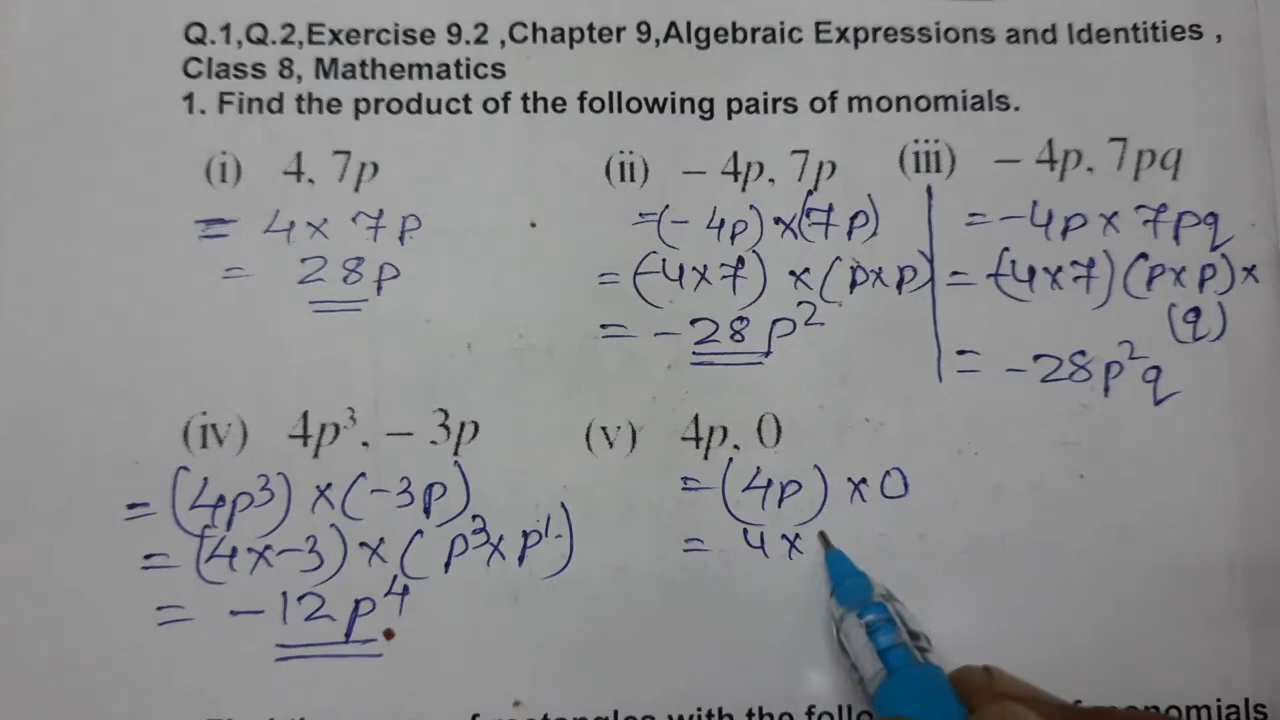 Q.1,Q.2,Exercise 9.2 ,Chapter 9,Algebraic Expressions and Identities ,
Class 8, Mathematics
1. Find the product of the following pairs of monomials.
(i) 4, 7p
= 4 × 7p
= 28p
(ii) – 4p, 7p
=(-4p)×(7p)
= (-4×7) ×(p×p)
= -28p²
(iii) – 4p, 7pq
= -4p × 7pq
= (-4×7)(p×p)×
(q)
= -28p²q
(iv) 4p³, – 3p
= (4p³)×(-3p)
= (4×-3)×(p³×p¹)
= -12p⁴
(v) 4p, 0
= (4p)×0
= 4×
with the follo